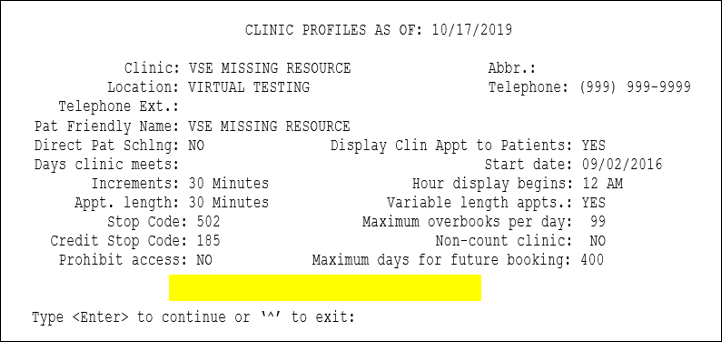 CLINIC PROFILES AS OF: 10/17/2019
Clinic: VSE MISSING RESOURCE Abbr.:
Location: VIRTUAL TESTING Telephone: (999) 999-9999
Telephone Ext.:
Pat Friendly Name: VSE MISSING RESOURCE
Direct Pat Schlng: NO Display Clin Appt to Patients: YES
Days clinic meets: Start date: 09/02/2016
Increments: 30 Minutes Hour display begins: 12 AM
Appt. length: 30 Minutes Variable length appts.: YES
Stop Code: 502 Maximum overbooks per day: 99
Credit Stop Code: 185 Non-count clinic: NO
Prohibit access: NO Maximum days for future booking: 400
Type <Enter> to continue or ‘^’ to exit: